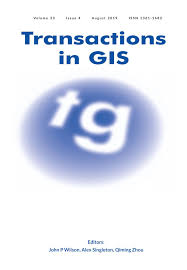 Volume 23 Issue 4 August 2019 ISSN 1361-1682
Transactions
in GIS
tg
Editors
John P Wilson, Alex Singleton, Qiming Zhou